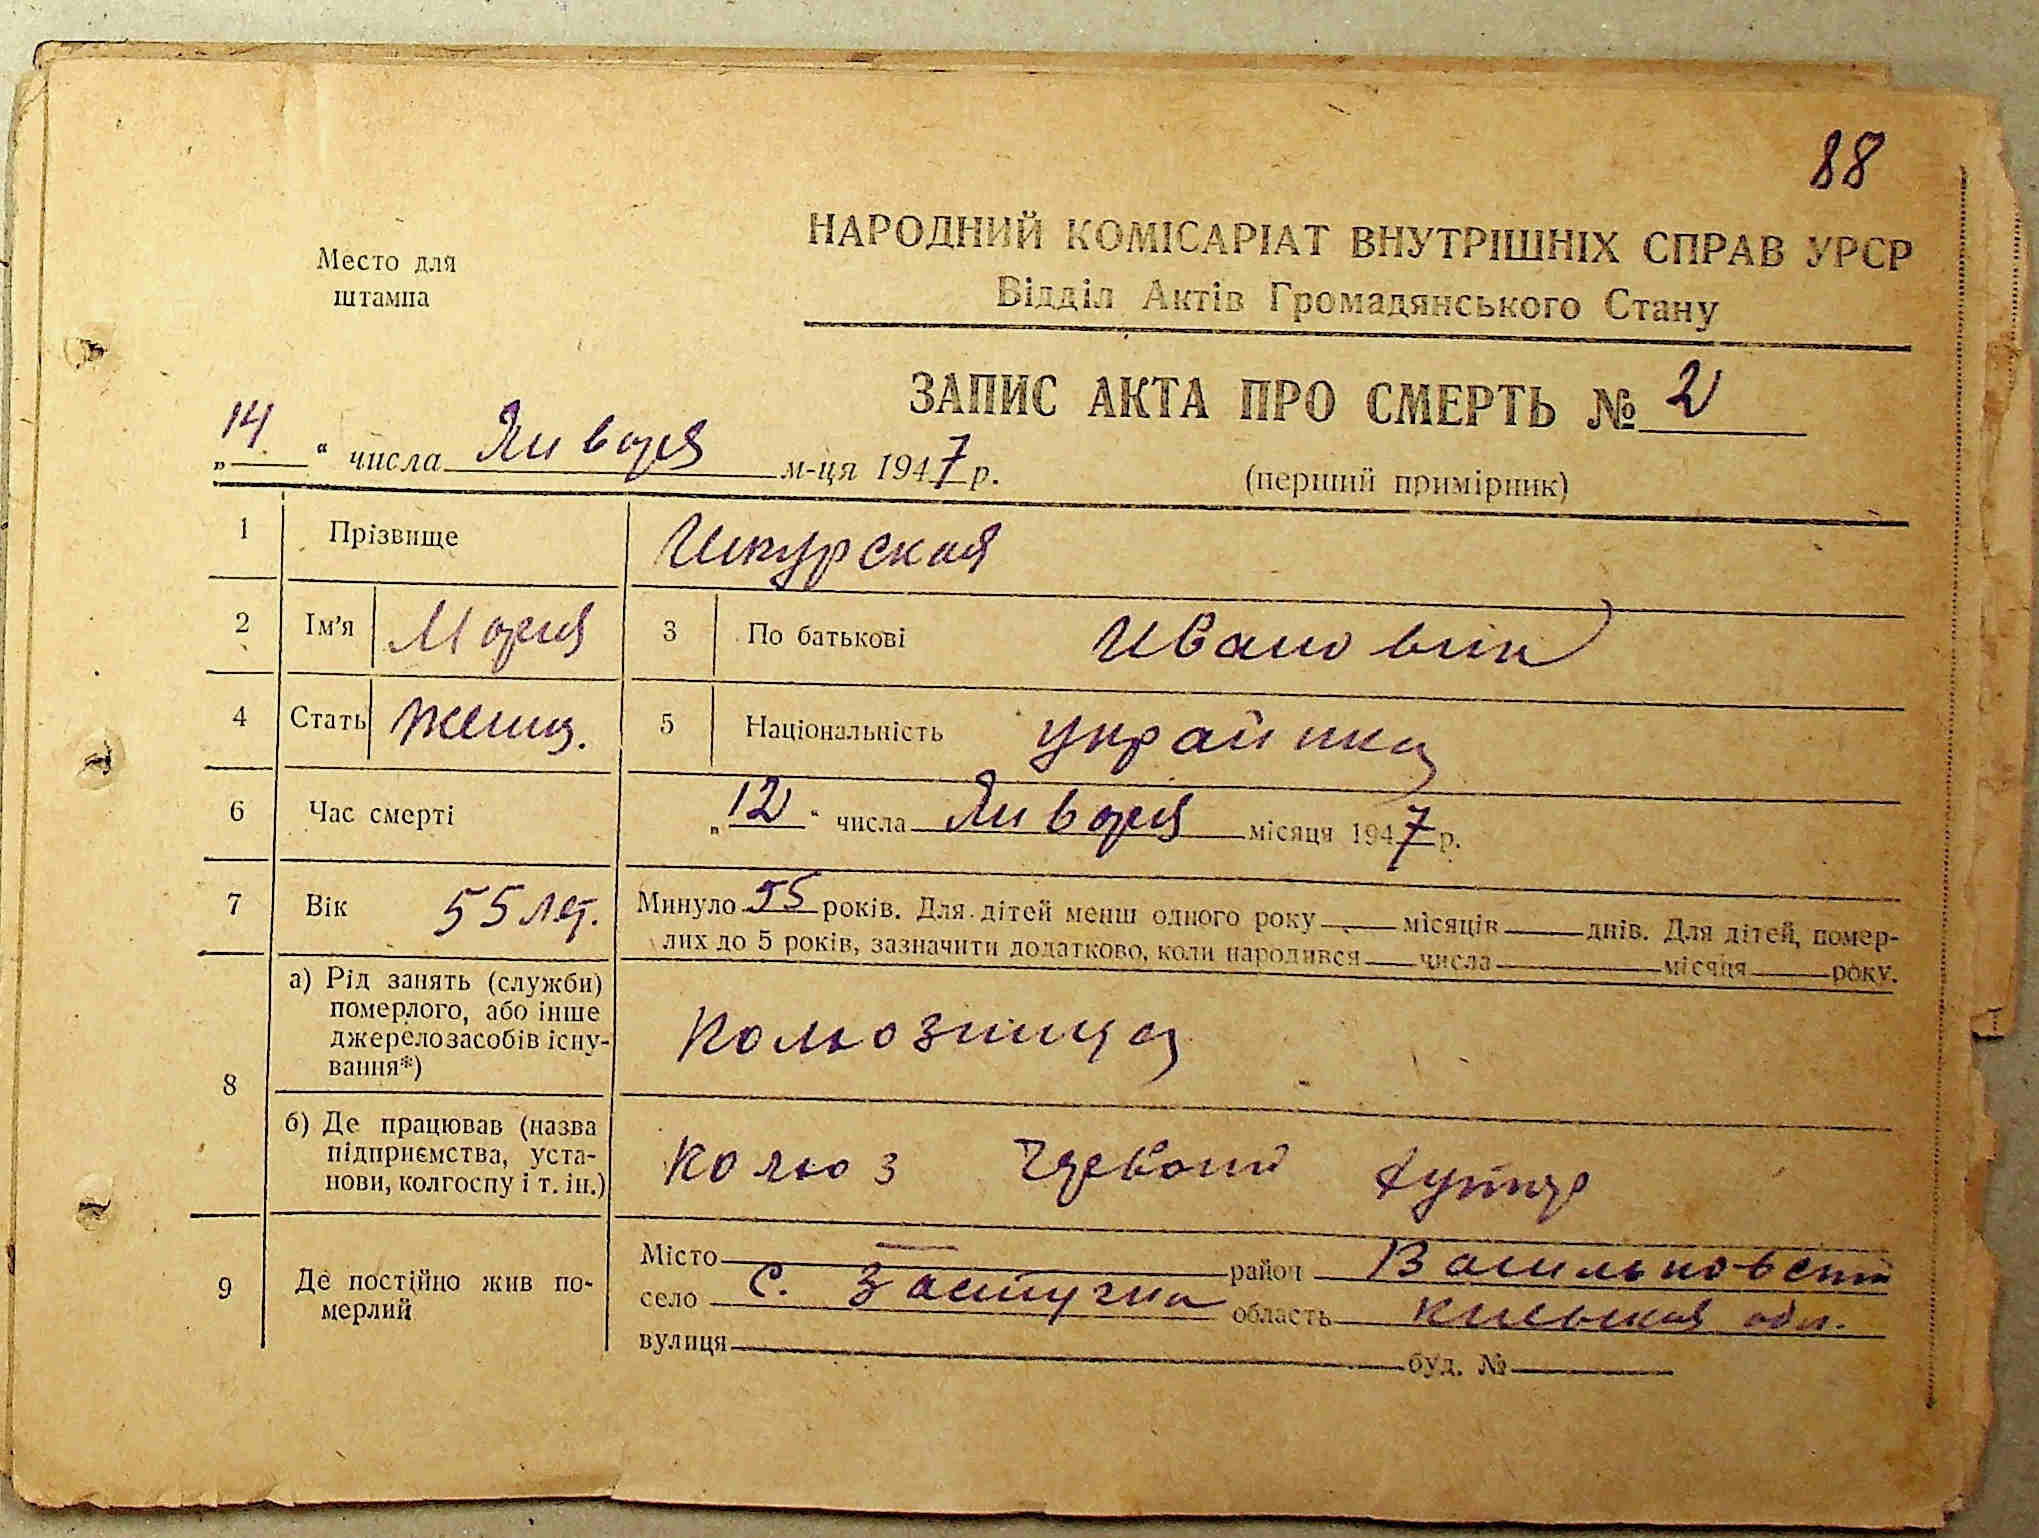 88
Место для
штампа
НАРОДНИЙ КОМІСАРІАТ ВНУТРІШНІХ СПРАВ УРСР
Відділ Актів Громадянського Стану
ЗАПИС АКТА ПРО СМЕРТЬ № 2
„14“ числа Января м-ця 1947 р.
(перший примірник)
1 Прізвище Шкурская
2 Ім'я Мария 3 По батькові Ивановна
4 Стать женщ. 5 Національність украинка
6 Час смерті „12“ числа Января місяця 1947 р.
7 Вік 55 лет. Минуло 55 років. Для дітей менш одного року місяців днів. Для дітей, помер-
лих до 5 років, зазначити додатково, коли народився числа місяця року.
8 а) Рід занять (служби)
померлого, або інше
джерело засобів існу-
вання*)
колхозница
б) Де працював (назва
підприємства, уста-
нови, колгоспу і т. ін.)
колхоз хутор
9 Де постійно жив по-
мерлий
Місто — район Васильковский
село с. Застугна область Киевская обл.
вулиця буд. №